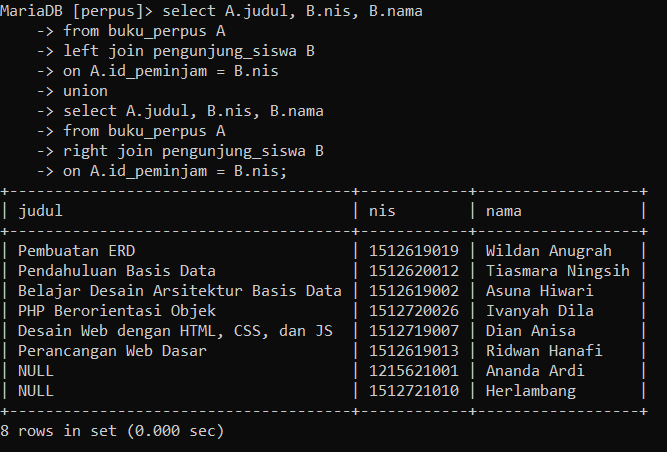 MariaDB [perpus]> select A.judul, B.nis, B.nama
    -> from buku_perpus A
    -> left join pengunjung_siswa B
    -> on A.id_peminjam = B.nis
    -> union
    -> select A.judul, B.nis, B.nama
    -> from buku_perpus A
    -> right join pengunjung_siswa B
    -> on A.id_peminjam = B.nis;
+-------------------------------------+------------+------------------+
| judul                               | nis        | nama             |
+-------------------------------------+------------+------------------+
| Pembuatan ERD                       | 1512619019 | Wildan Anugrah   |
| Pendahuluan Basis Data              | 1512620012 | Tiasmara Ningsih |
| Belajar Desain Arsitektur Basis Data | 1512619002 | Asuna Hiwari     |
| PHP Berorientasi Objek              | 1512720026 | Ivanyah Dila     |
| Desain Web dengan HTML, CSS, dan JS | 1512719007 | Dian Anisa       |
| Perancangan Web Dasar               | 1512619013 | Ridwan Hanafi    |
| NULL                                | 1215621001 | Ananda Ardi      |
| NULL                                | 1512721010 | Herlambang       |
+-------------------------------------+------------+------------------+
8 rows in set (0.000 sec)